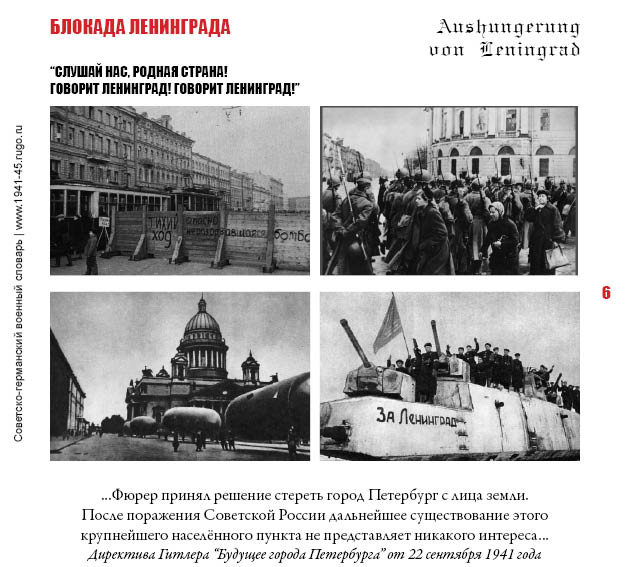 БЛОКАДА ЛЕНИНГРАДА
Aushungerung
von Leningrad
“СЛУШАЙ НАС, РОДНАЯ СТРАНА!
ГОВОРИТ ЛЕНИНГРАД! ГОВОРИТ ЛЕНИНГРАД!”
Советско-германский военный словарь | www.1941-45.rugo.ru
ТИХИЙ
ХОД
опасно
неразорвавшаяся бомба
За Ленинград
6
...Фюрер принял решение стереть город Петербург с лица земли.
После поражения Советской России дальнейшее существование этого
крупнейшего населённого пункта не представляет никакого интереса...
Директива Гитлера “Будущее города Петербурга” от 22 сентября 1941 года